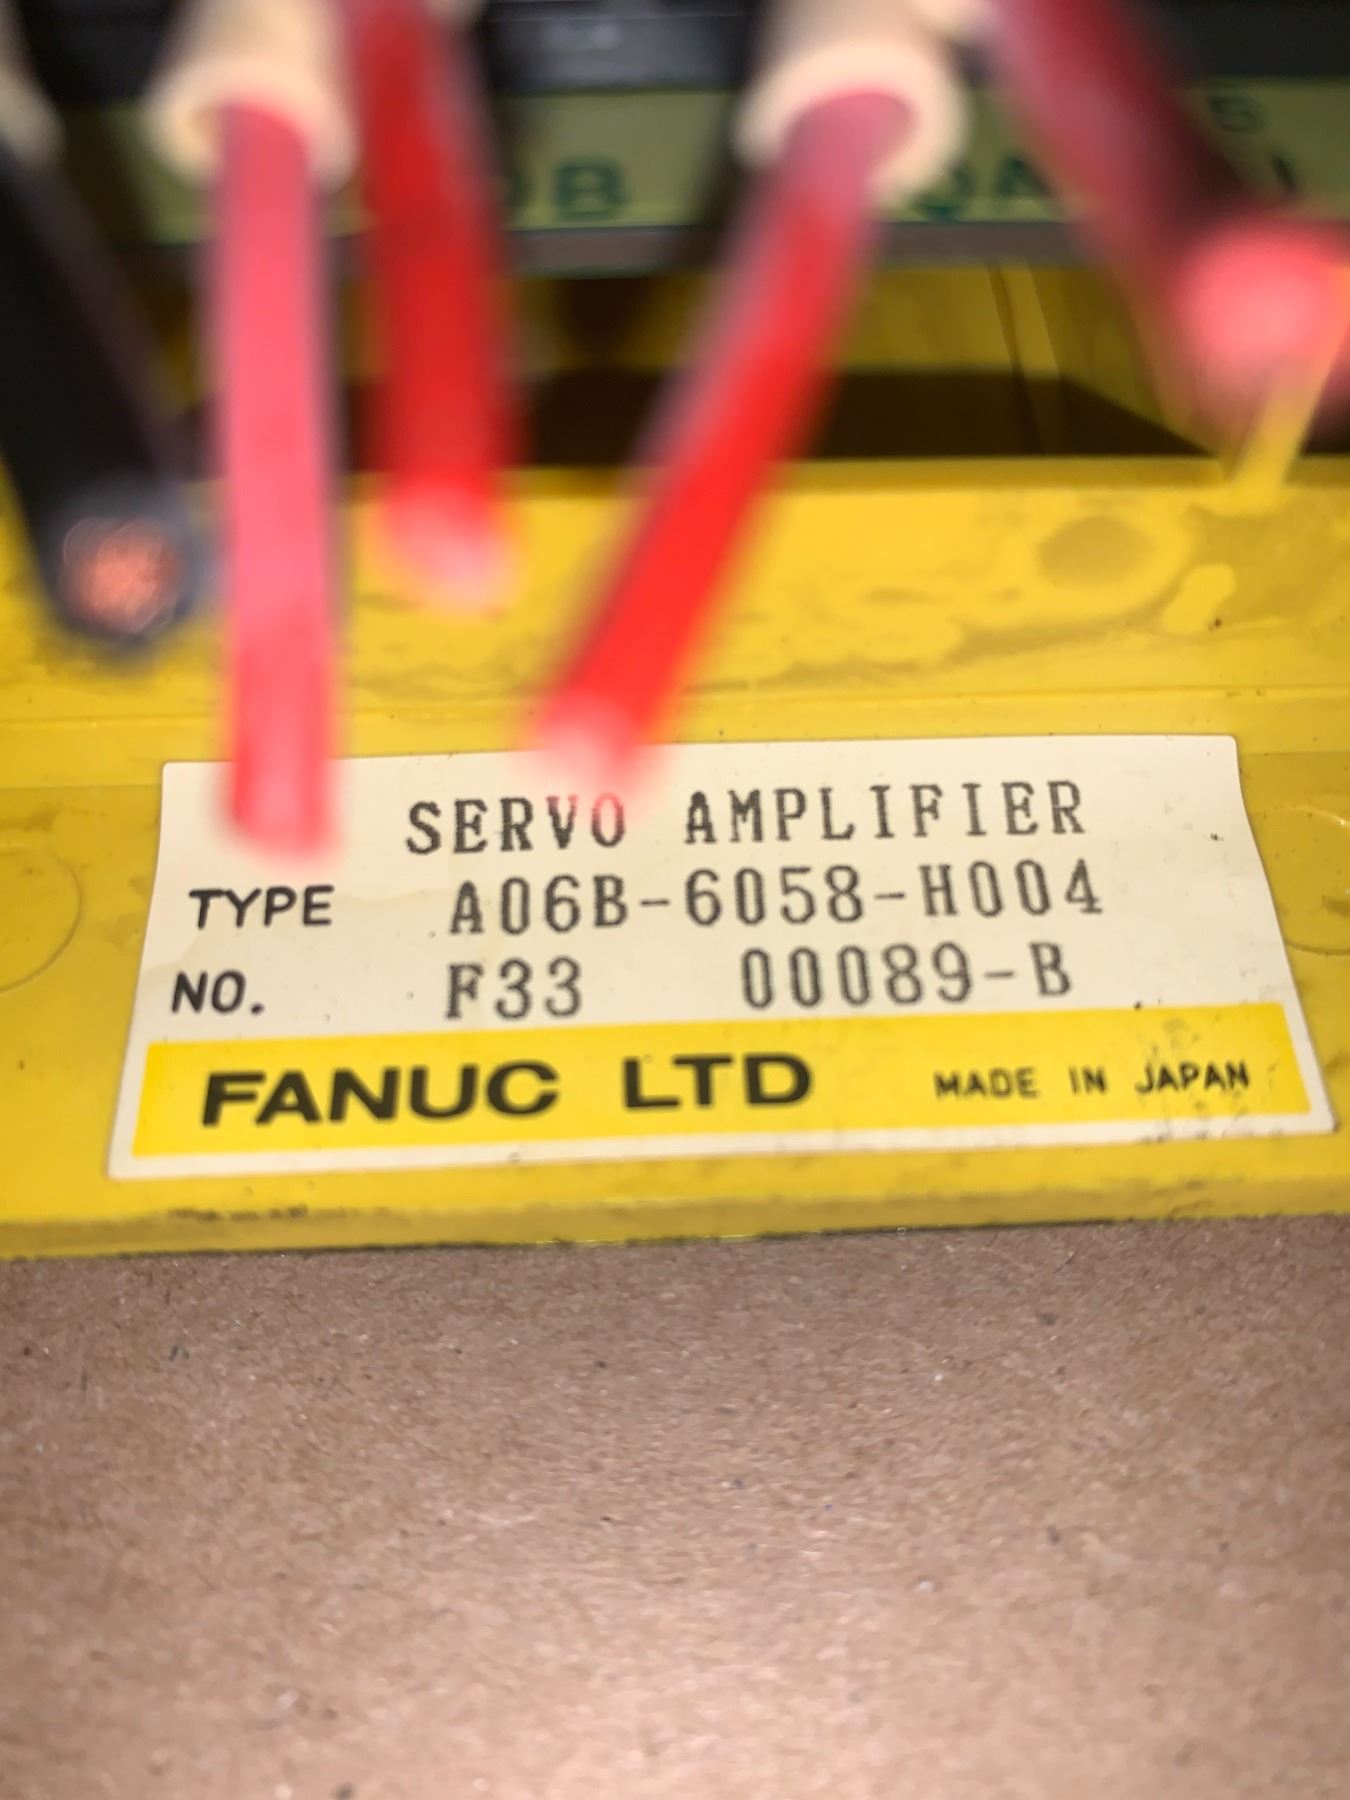 SERVO AMPLIFIER
TYPE A06B-6058-H004
NO. F33 00089-B
FANUC LTD MADE IN JAPAN